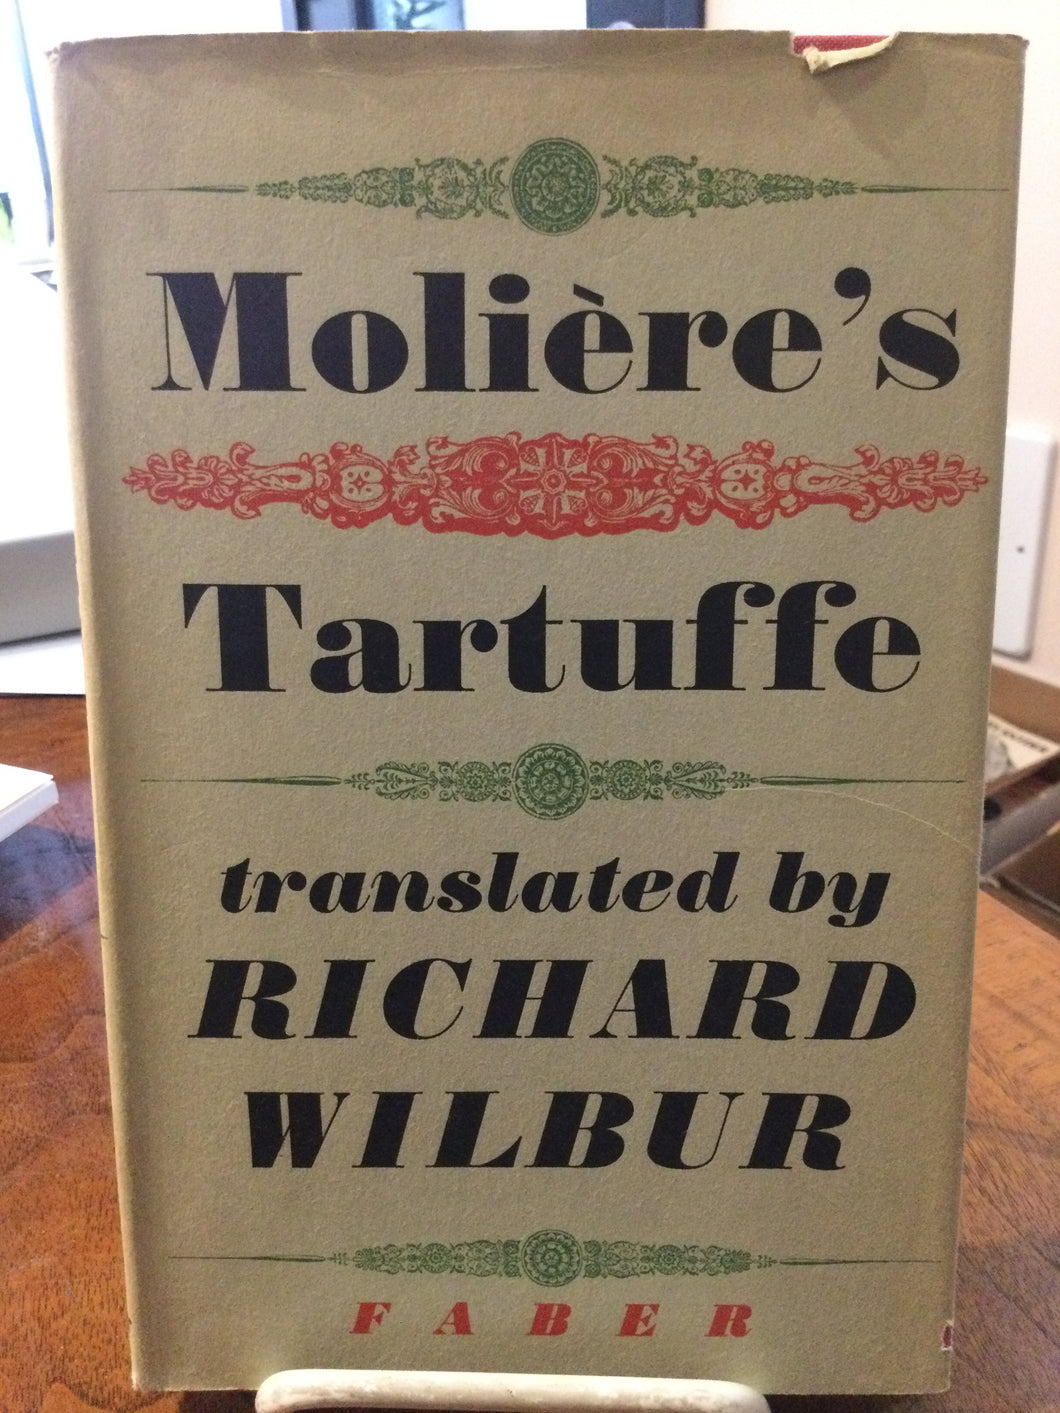 Molière's
Tartuffe
translated by
RICHARD
WILBUR
FABER